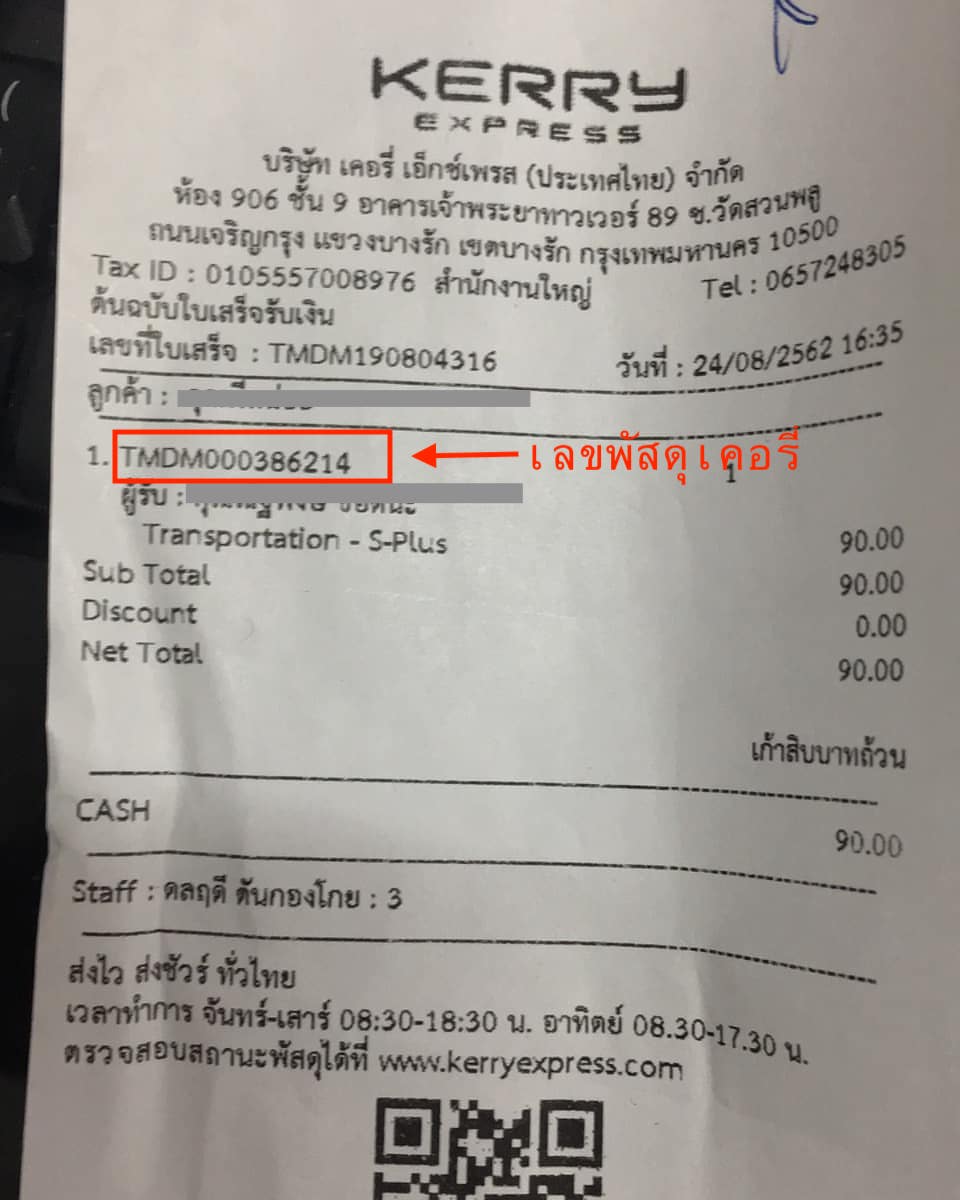 KERRY
EXPRESS
บริษัท เคอรี่ เอ็กซ์เพรส (ประเทศไทย) จำกัด
ห้อง 906 ชั้น 9 อาคารเจ้าพระยาทาวเวอร์ 89 ซ.วัดสวนพลู
ถนนเจริญกรุง แขวงบางรัก เขตบางรัก กรุงเทพมหานคร 10500
Tax ID : 0105557008976 สำนักงานใหญ่ Tel : 0657248305
ต้นฉบับใบเสร็จรับเงิน
เลขที่ใบเสร็จ : TMDM190804316 วันที่ : 24/08/2562 16:35
ลูกค้า :
1. TMDM000386214 เลขพัสดุเคอรี่ 1
ผู้รับ :
Transportation - S-Plus 90.00
Sub Total 90.00
Discount 0.00
Net Total 90.00
เก้าสิบบาทถ้วน
CASH 90.00
Staff : ดลฤดี ตันกองโกย : 3
ส่งไว ส่งชัวร์ ทั่วไทย
เวลาทำการ จันทร์-เสาร์ 08:30-18:30 น. อาทิตย์ 08.30-17.30 น.
ตรวจสอบสถานะพัสดุได้ที่ www.kerryexpress.com